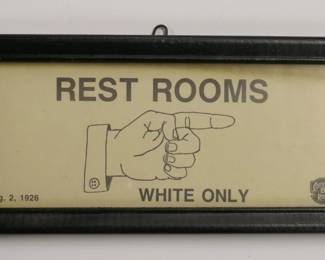 REST ROOMS
WHITE ONLY
2, 1926